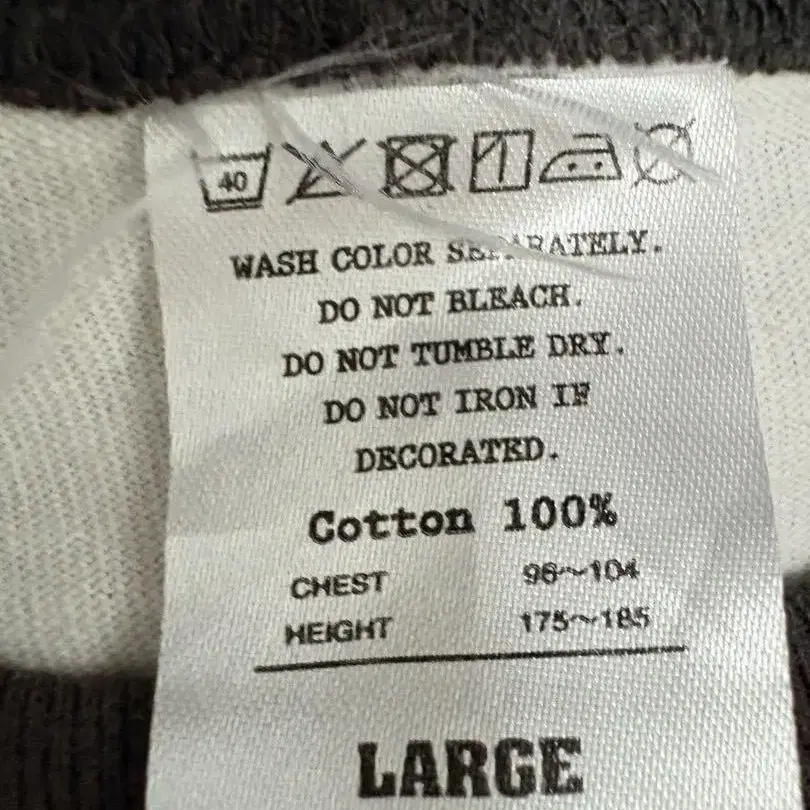 40
WASH COLOR SEPARATELY.
DO NOT BLEACH.
DO NOT TUMBLE DRY.
DO NOT IRON IF
DECORATED.
Cotton 100%
CHEST 96~104
HEIGHT 175~185
LARGE